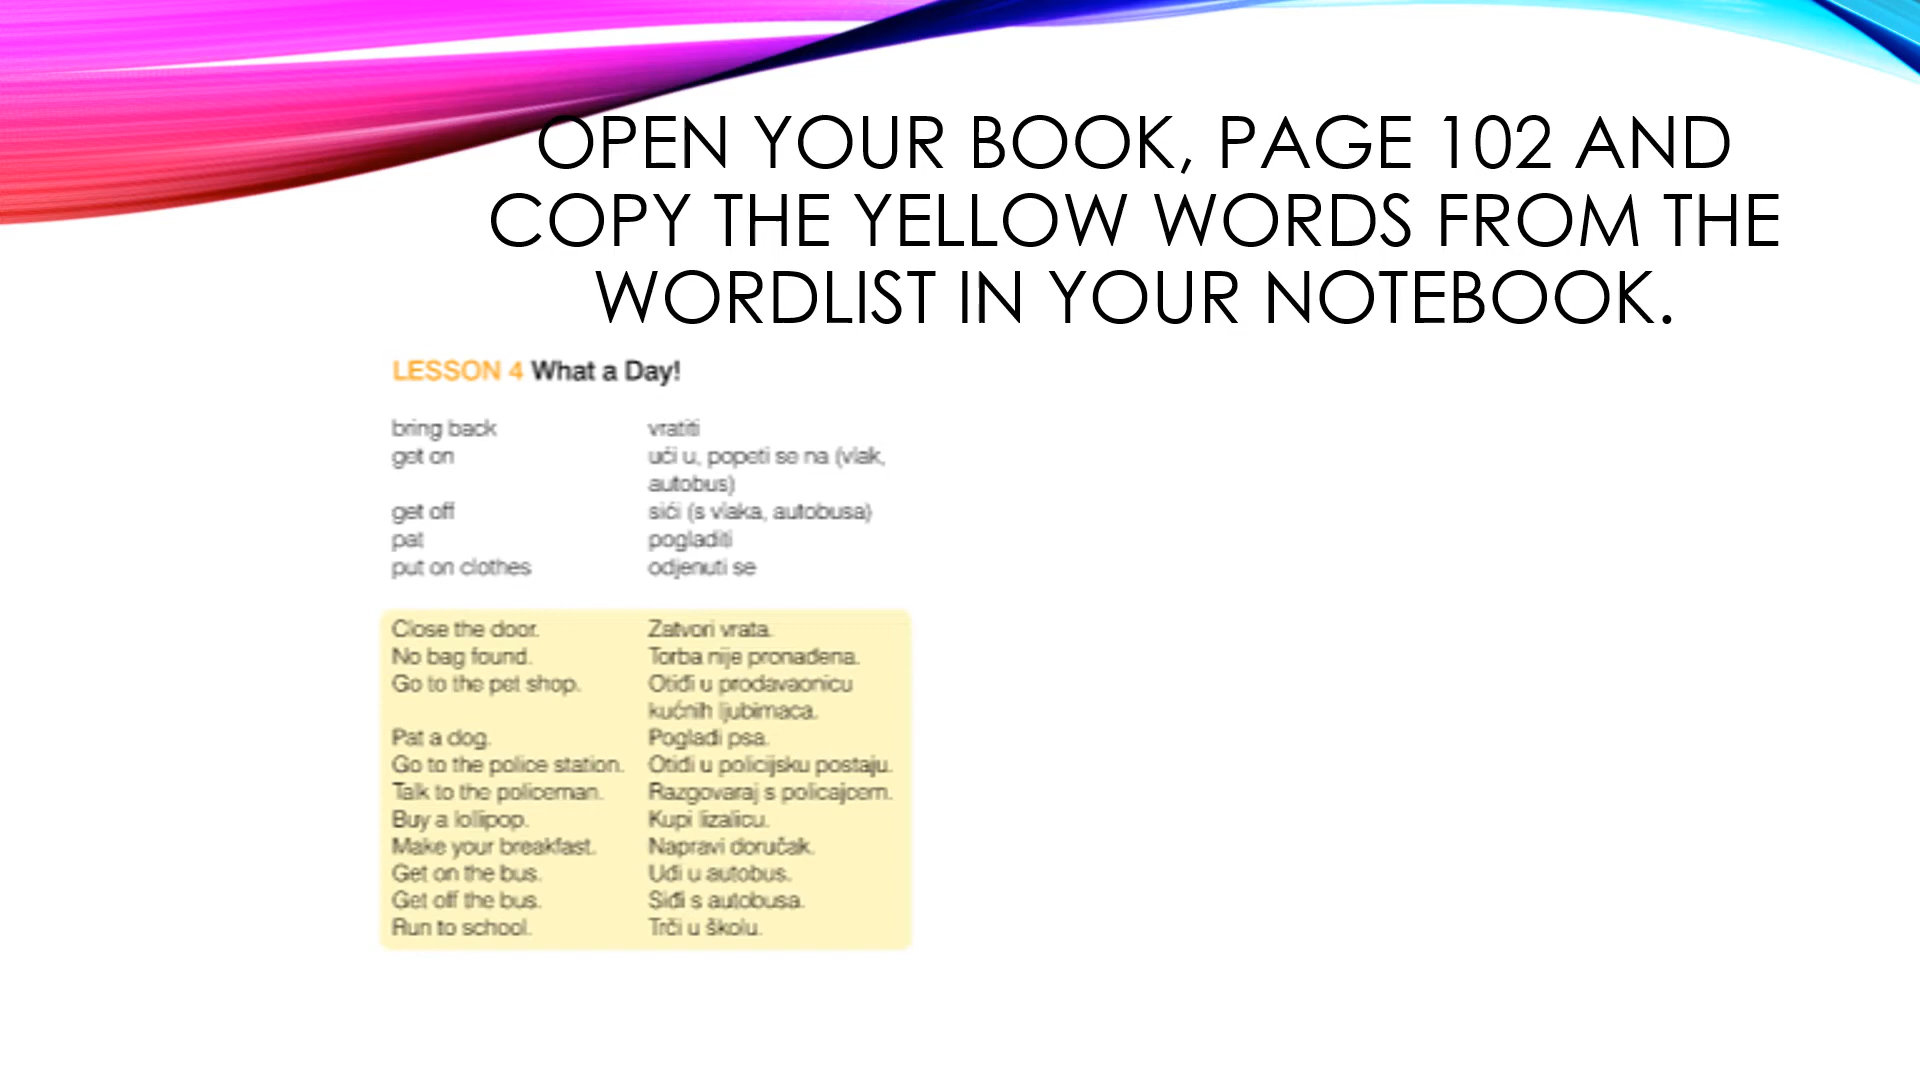 OPEN YOUR BOOK, PAGE 102 AND
COPY THE YELLOW WORDS FROM THE
WORDLIST IN YOUR NOTEBOOK.
LESSON 4 What a Day!
bring back vratiti
get on ući u, popeti se na (vlak,
autobus)
get off sići (s vlaka, autobusa)
pat pogladiti
put on clothes odjenuti se
Close the door. Zatvori vrata.
No bag found. Torba nije pronađena.
Go to the pet shop. Otiđi u prodavaonicu
kućnih ljubimaca.
Pat a dog. Pogladi psa.
Go to the police station. Otiđi u policijsku postaju.
Talk to the policeman. Razgovaraj s policajcem.
Buy a lollipop. Kupi lizalicu.
Make your breakfast. Napravi doručak.
Get on the bus. Uđi u autobus.
Get off the bus. Siđi s autobusa.
Run to school. Trči u školu.